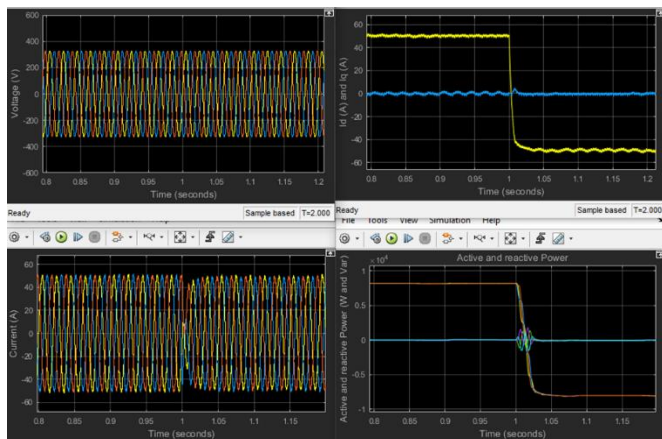 600
400
200
0
-200
-400
-600
-800
Voltage (V)
0.8 0.85 0.9 0.95 1 1.05 1.1 1.15 1.2
Time (seconds)
Ready Sample based T=2.000
60
40
20
0
-20
-40
-60
Id (A) and Iq (A)
0.8 0.85 0.9 0.95 1 1.05 1.1 1.15 1.2
Time (seconds)
Ready Sample based T=2.000
File Tools View Simulation Help
60
40
20
0
-20
-40
-60
Current (A)
0.8 0.85 0.9 0.95 1 1.05 1.1 1.15 1.2
Time (seconds)
Active and reactive Power
Active and reactive Power (W and Var)
1
0
-1
0.8 0.85 0.9 0.95 1 1.05 1.1 1.15 1.2
Time (seconds)